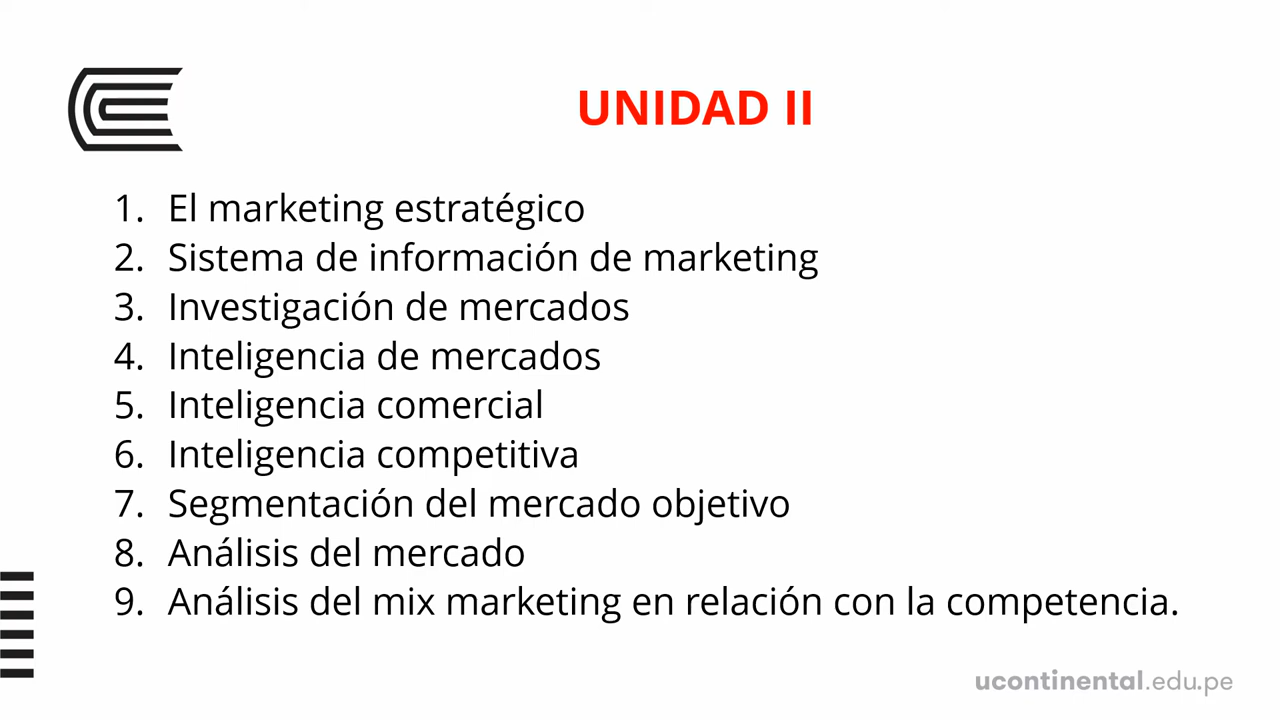 UNIDAD II
1. El marketing estratégico
2. Sistema de información de marketing
3. Investigación de mercados
4. Inteligencia de mercados
5. Inteligencia comercial
6. Inteligencia competitiva
7. Segmentación del mercado objetivo
8. Análisis del mercado
9. Análisis del mix marketing en relación con la competencia.
ucontinental.edu.pe